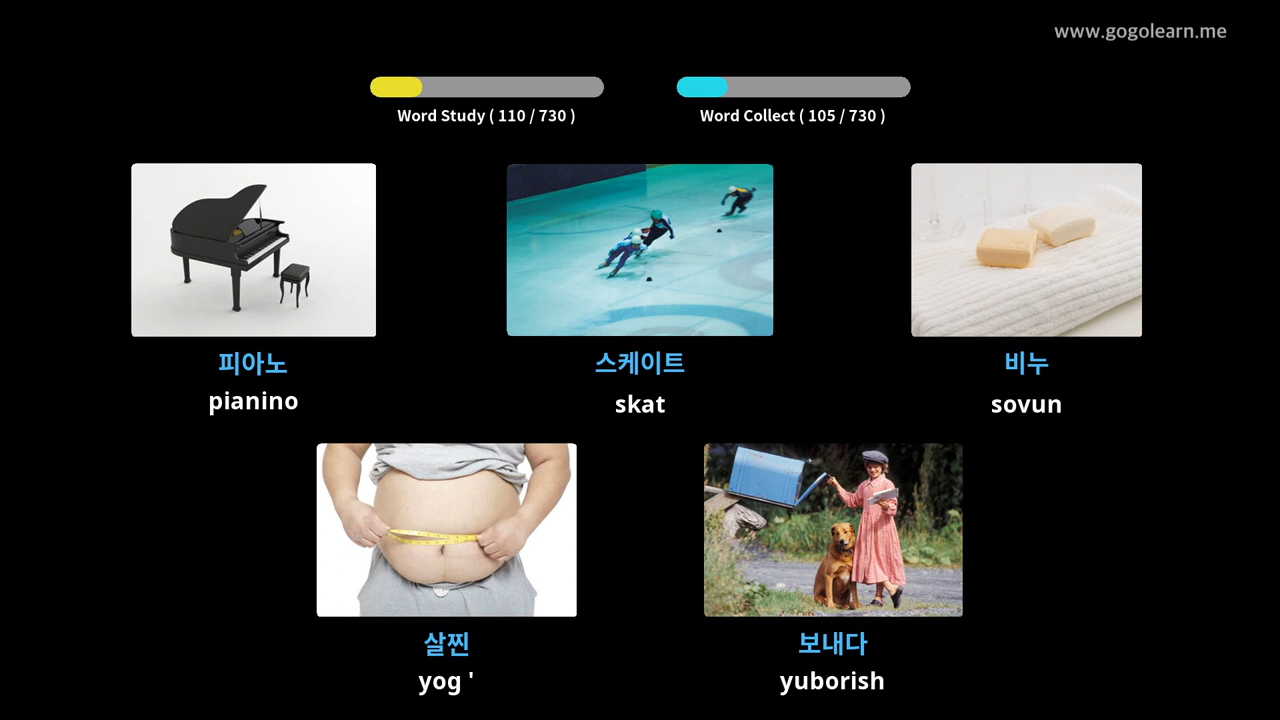 www.gogolearn.me
Word Study ( 110 / 730 )
Word Collect ( 105 / 730 )
피아노
pianino
스케이트
skat
비누
sovun
살찐
yog '
보내다
yuborish